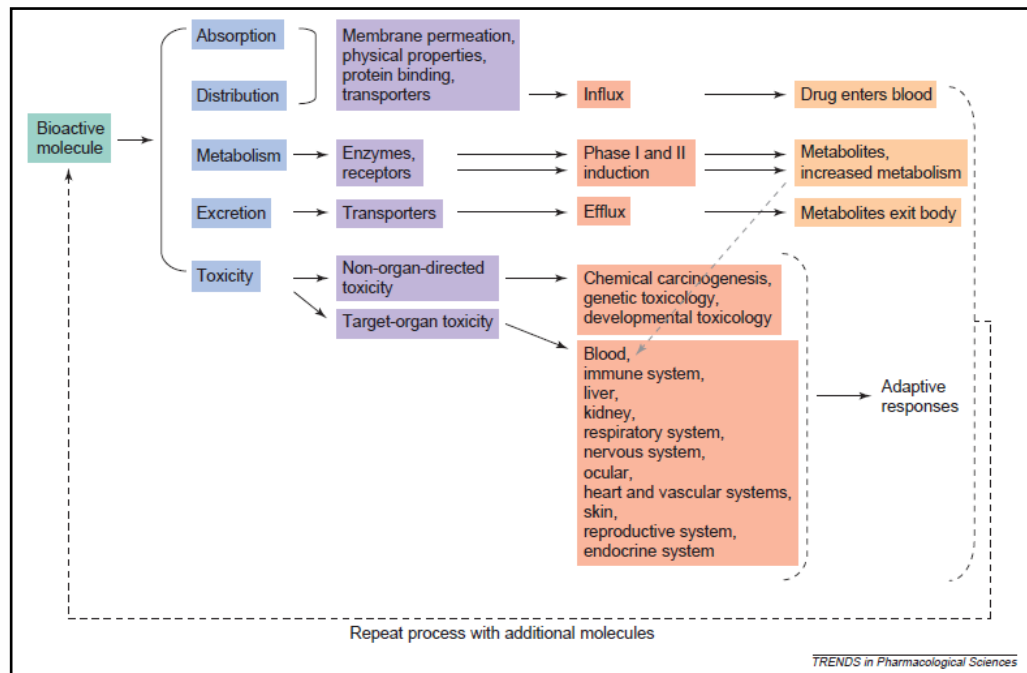 Absorption
Distribution
Membrane permeation,
physical properties,
protein binding,
transporters
Influx
Drug enters blood
Bioactive
molecule
Metabolism
Enzymes,
receptors
Phase I and II
induction
Metabolites,
increased metabolism
Excretion
Transporters
Efflux
Metabolites exit body
Toxicity
Non-organ-directed
toxicity
Chemical carcinogenesis,
genetic toxicology,
developmental toxicology
Target-organ toxicity
Blood,
immune system,
liver,
kidney,
respiratory system,
nervous system,
ocular,
heart and vascular systems,
skin,
reproductive system,
endocrine system
Adaptive
responses
Repeat process with additional molecules
TRENDS in Pharmacological Sciences